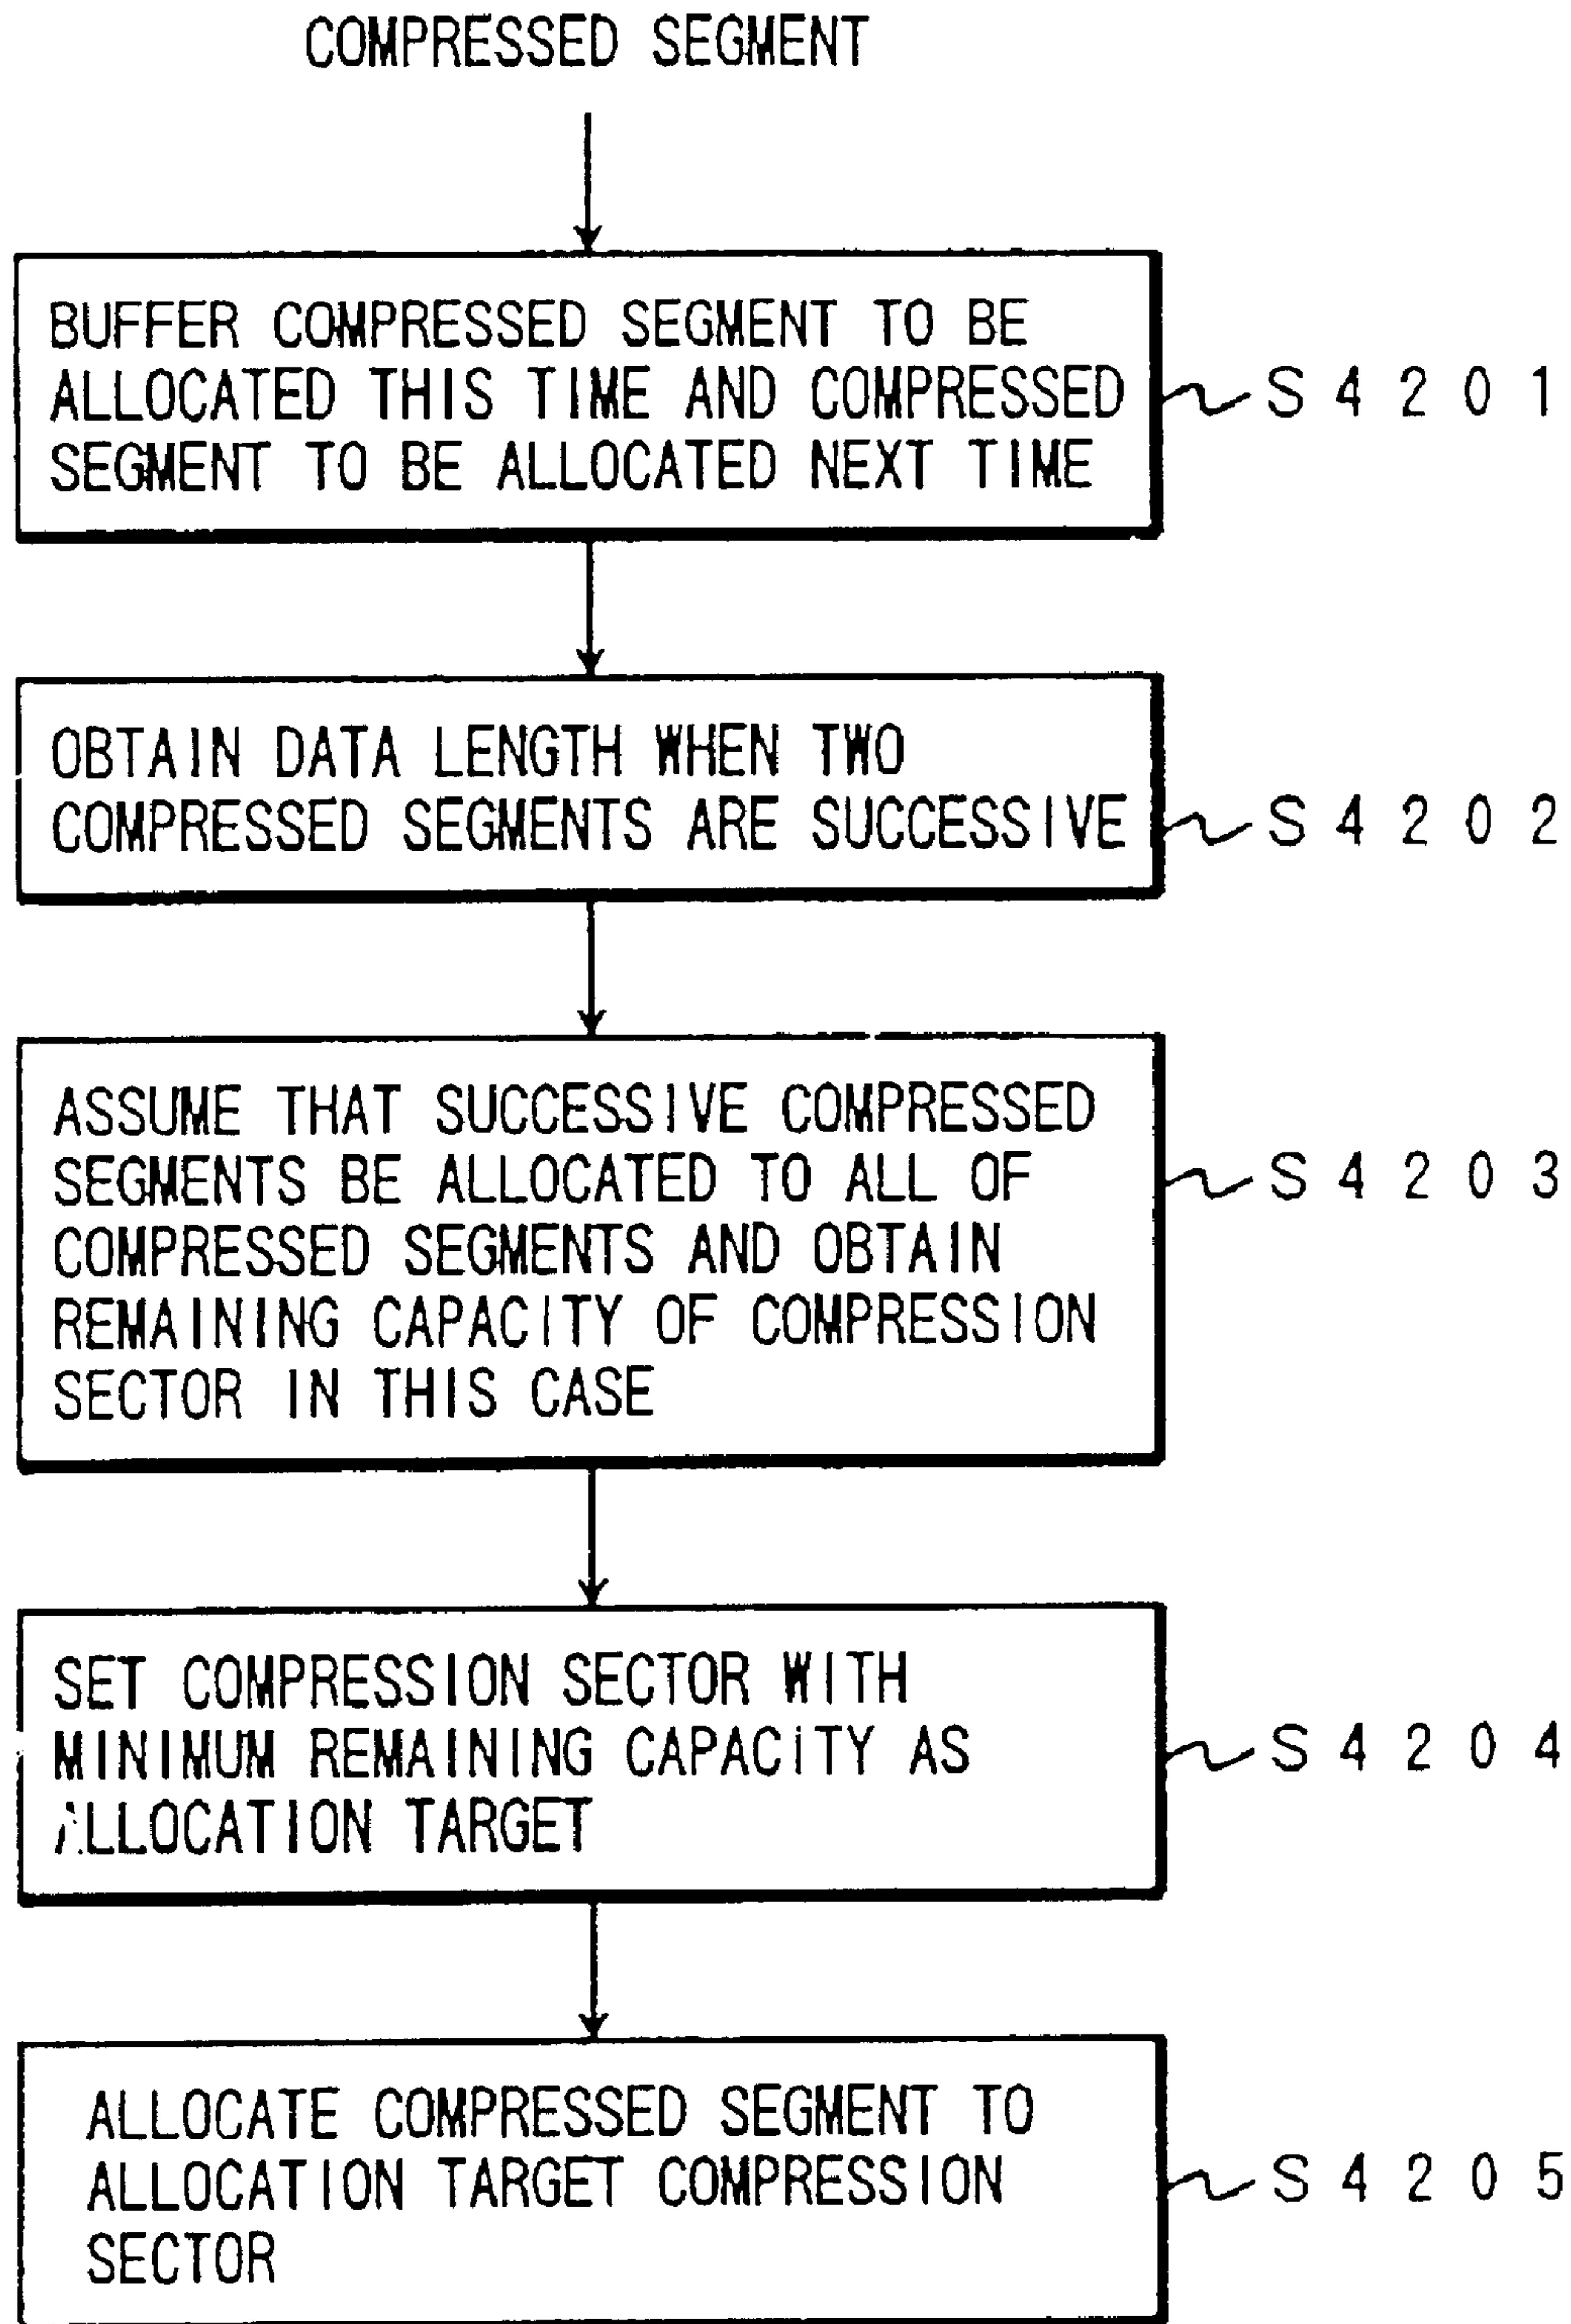 COMPRESSED SEGMENT
BUFFER COMPRESSED SEGMENT TO BE
ALLOCATED THIS TIME AND COMPRESSED
SEGMENT TO BE ALLOCATED NEXT TIME
S4201
OBTAIN DATA LENGTH WHEN TWO
COMPRESSED SEGMENTS ARE SUCCESSIVE
S4202
ASSUME THAT SUCCESSIVE COMPRESSED
SEGMENTS BE ALLOCATED TO ALL OF
COMPRESSED SEGMENTS AND OBTAIN
REMAINING CAPACITY OF COMPRESSION
SECTOR IN THIS CASE
S4203
SET COMPRESSION SECTOR WITH
MINIMUM REMAINING CAPACITY AS
ALLOCATION TARGET
S4204
ALLOCATE COMPRESSED SEGMENT TO
ALLOCATION TARGET COMPRESSION
SECTOR
S4205